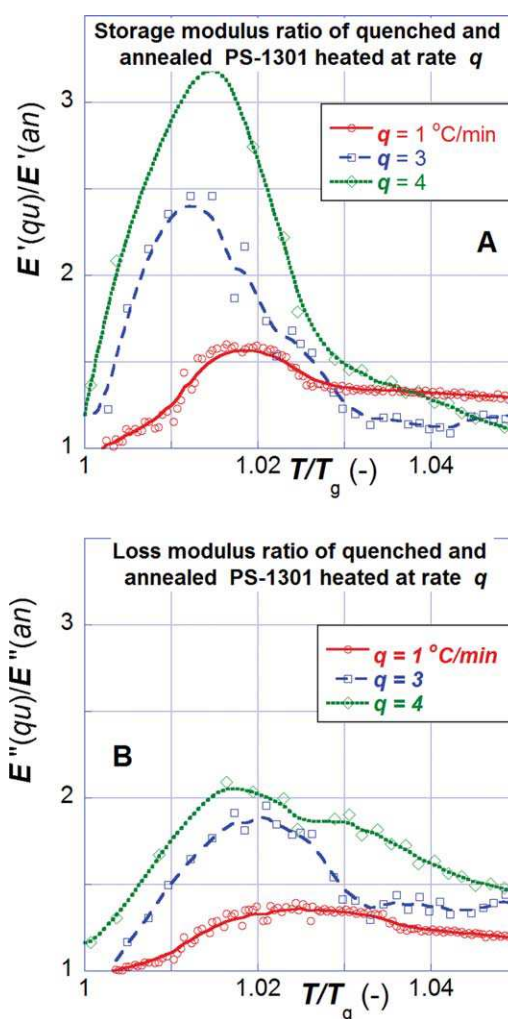 Storage modulus ratio of quenched and
annealed PS-1301 heated at rate q
E'(qu)/E'(an)
3
2
1
q = 1 °C/min
q = 3
q = 4
A
1
1.02
1.04
T/Tg (-)
Loss modulus ratio of quenched and
annealed PS-1301 heated at rate q
E"(qu)/E"(an)
3
2
1
q = 1 °C/min
q = 3
q = 4
B
1
1.02
1.04
T/Tg (-)